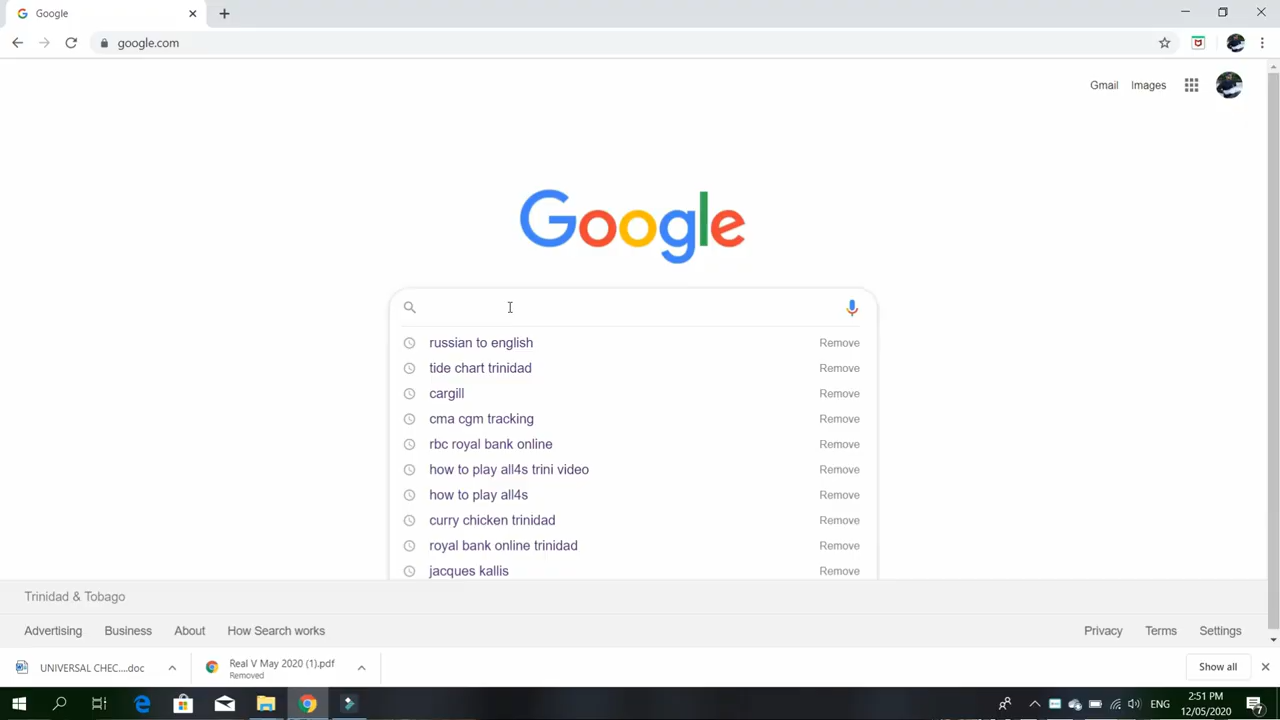 Google
google.com
Gmail Images
Google
russian to english Remove
tide chart trinidad Remove
cargill Remove
cma cgm tracking Remove
rbc royal bank online Remove
how to play all4s trini video Remove
how to play all4s Remove
curry chicken trinidad Remove
royal bank online trinidad Remove
jacques kallis Remove
Trinidad & Tobago
Advertising Business About How Search works Privacy Terms Settings
UNIVERSAL CHEC....doc
Real V May 2020 (1).pdf
Removed
Show all
ENG
2:51 PM
12/05/2020
7